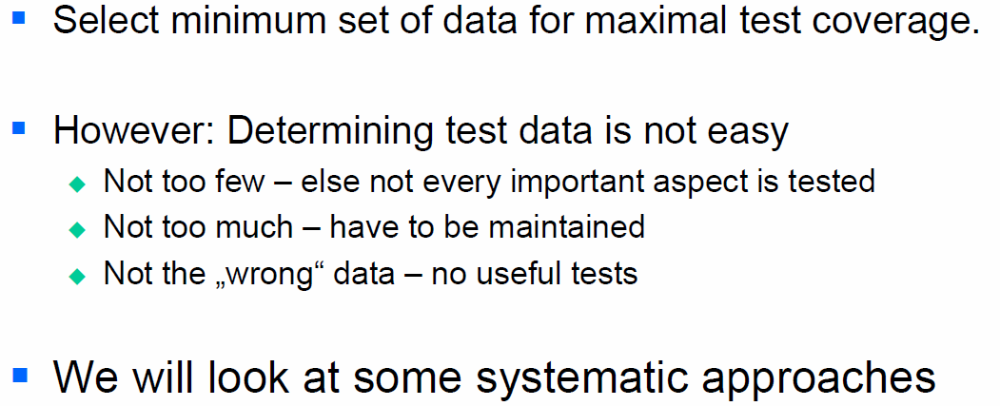 Select minimum set of data for maximal test coverage.
However: Determining test data is not easy
Not too few – else not every important aspect is tested
Not too much – have to be maintained
Not the „wrong“ data – no useful tests
We will look at some systematic approaches